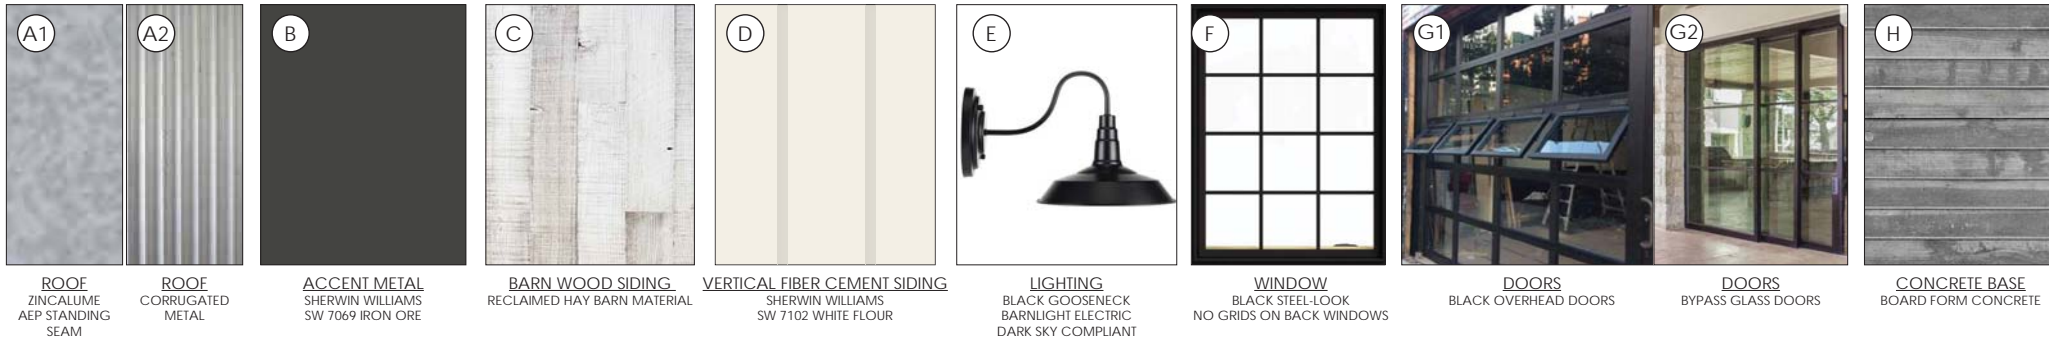 A1
A2
B
C
D
E
F
G1
G2
H
ROOF
ZINCALUME
AEP STANDING
SEAM
ROOF
CORRUGATED
METAL
ACCENT METAL
SHERWIN WILLIAMS
SW 7069 IRON ORE
BARN WOOD SIDING
RECLAIMED HAY BARN MATERIAL
VERTICAL FIBER CEMENT SIDING
SHERWIN WILLIAMS
SW 7102 WHITE FLOUR
LIGHTING
BLACK GOOSENECK
BARNLIGHT ELECTRIC
DARK SKY COMPLIANT
WINDOW
BLACK STEEL-LOOK
NO GRIDS ON BACK WINDOWS
DOORS
BLACK OVERHEAD DOORS
DOORS
BYPASS GLASS DOORS
CONCRETE BASE
BOARD FORM CONCRETE